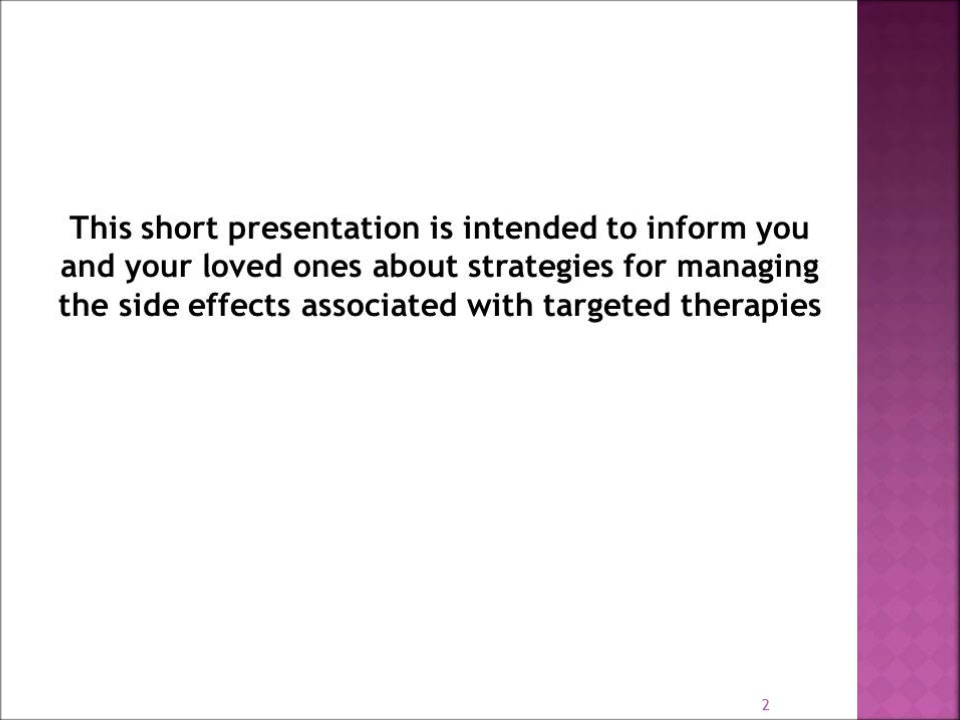 This short presentation is intended to inform you
and your loved ones about strategies for managing
the side effects associated with targeted therapies
2